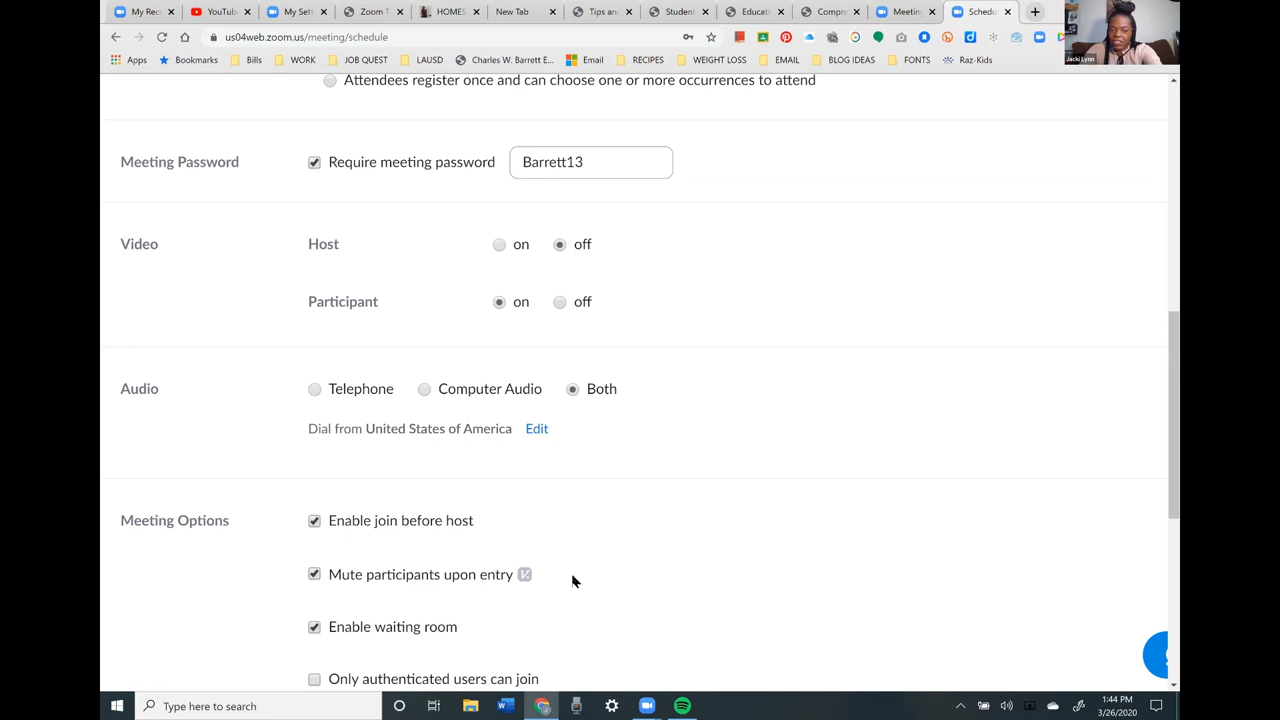 My Rec
YouTub
My Sett
Zoom T
HOMES
New Tab
Tips an
Student
Educati
Compre
Meetin
Schedu
us04web.zoom.us/meeting/schedule
Apps
Bookmarks
Bills
WORK
JOB QUEST
LAUSD
Charles W. Barrett E...
Email
RECIPES
WEIGHT LOSS
EMAIL
BLOG IDEAS
FONTS
Raz-Kids
Jacki Lynn
Attendees register once and can choose one or more occurrences to attend
Meeting Password
Require meeting password
Barrett13
Video
Host
on
off
Participant
on
off
Audio
Telephone
Computer Audio
Both
Dial from United States of America Edit
Meeting Options
Enable join before host
Mute participants upon entry
Enable waiting room
Only authenticated users can join
Type here to search
1:44 PM
3/26/2020